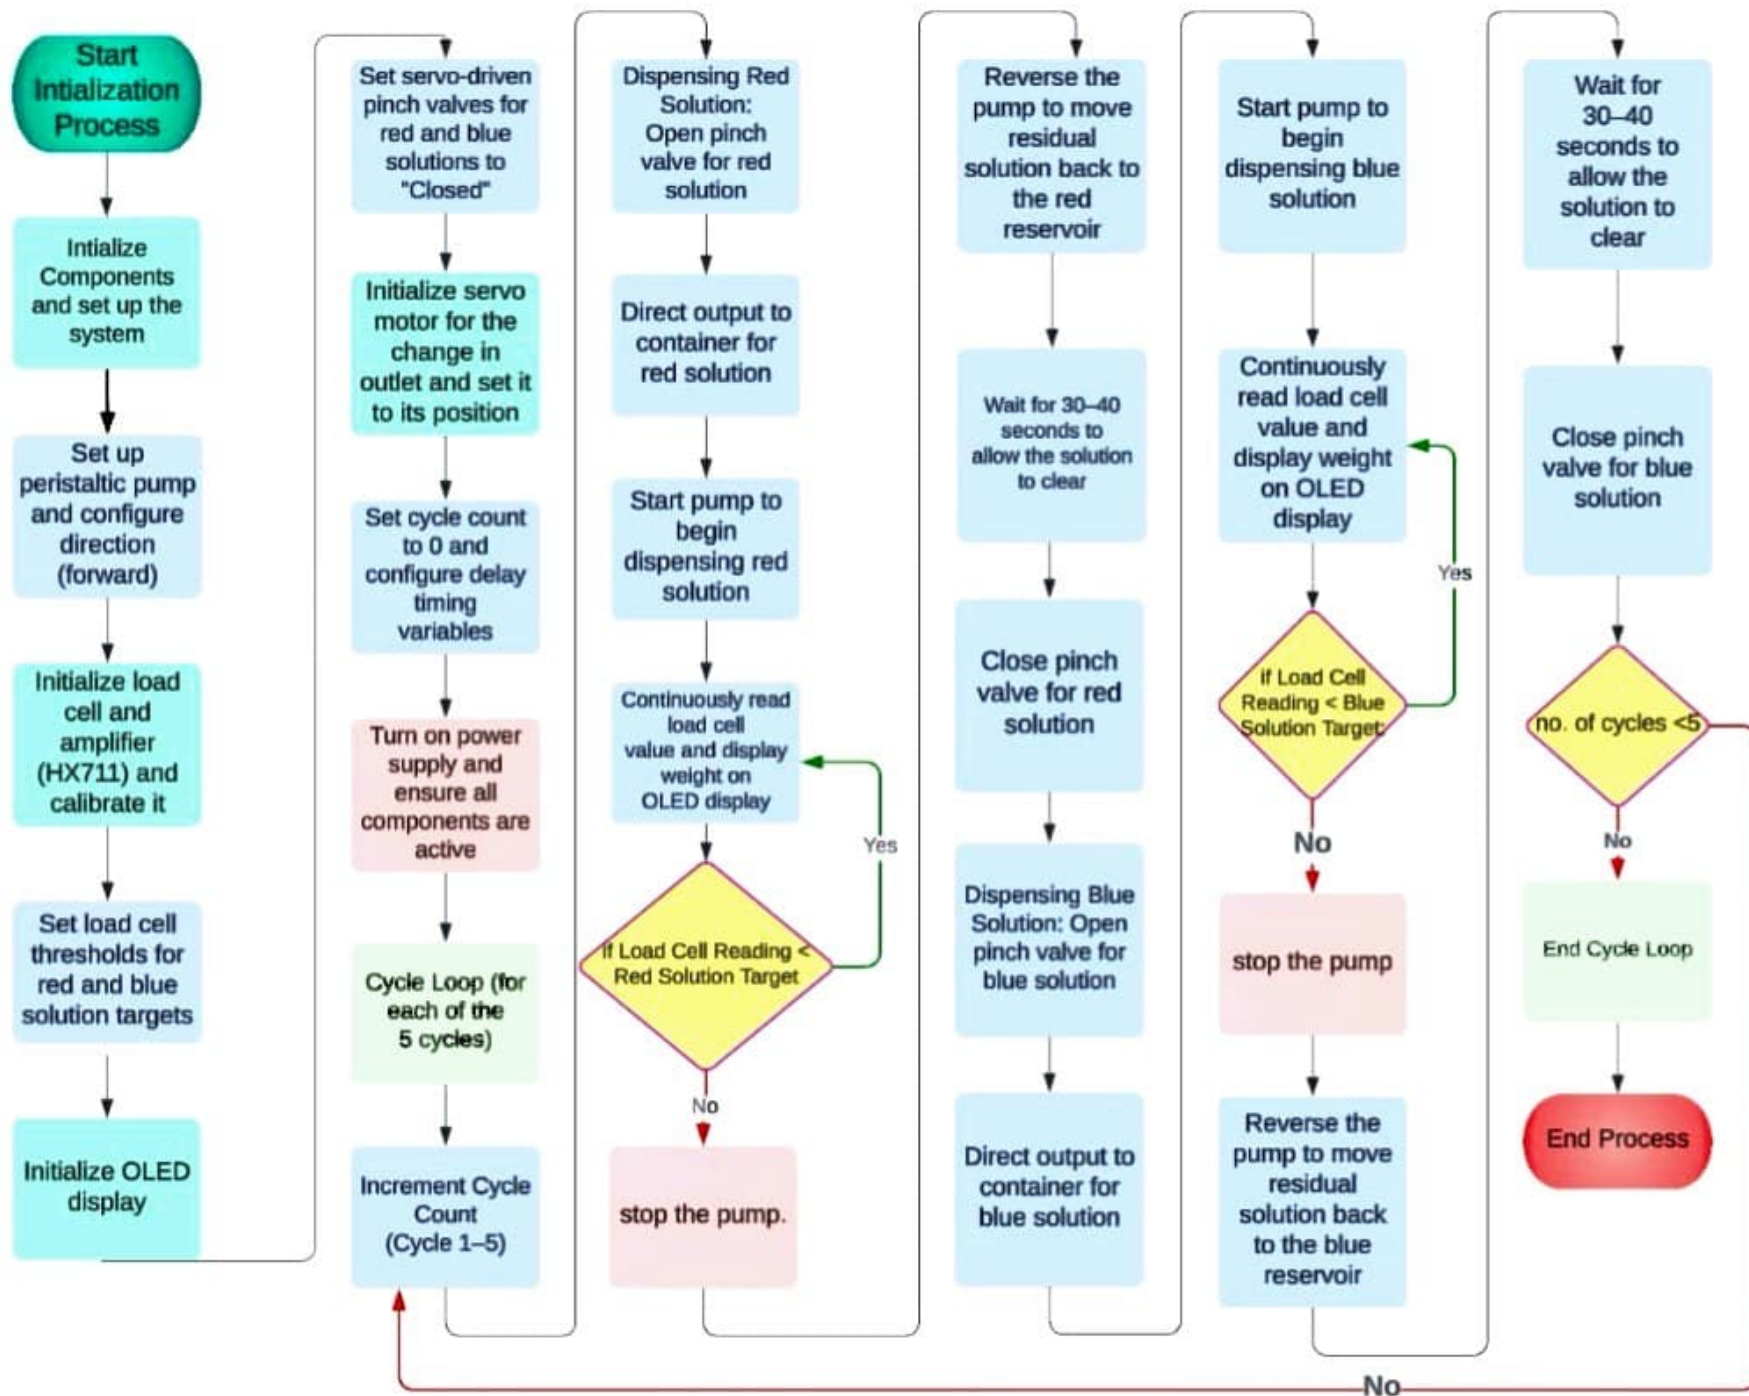 Start
Intialization
Process
Intialize
Components
and set up the
system
Set up
peristaltic pump
and configure
direction
(forward)
Initialize load
cell and
amplifier
(HX711) and
calibrate it
Set load cell
thresholds for
red and blue
solution targets
Initialize OLED
display
Set servo-driven
pinch valves for
red and blue
solutions to
"Closed"
Initialize servo
motor for the
change in
outlet and set it
to its position
Set cycle count
to 0 and
configure delay
timing
variables
Turn on power
supply and
ensure all
components are
active
Cycle Loop (for
each of the
5 cycles)
Increment Cycle
Count
(Cycle 1–5)
Dispensing Red
Solution:
Open pinch
valve for red
solution
Direct output to
container for
red solution
Start pump to
begin
dispensing red
solution
Continuously read
load cell
value and display
weight on
OLED display
Yes
if Load Cell Reading <
Red Solution Target
No
stop the pump.
Reverse the
pump to move
residual
solution back to
the red
reservoir
Wait for 30–40
seconds to
allow the solution
to clear
Close pinch
valve for red
solution
Dispensing Blue
Solution: Open
pinch valve for
blue solution
Direct output to
container for
blue solution
Start pump to
begin
dispensing blue
solution
Continuously
read load cell
value and
display weight
on OLED
display
Yes
if Load Cell
Reading < Blue
Solution Target:
No
stop the pump
Reverse the
pump to move
residual
solution back
to the blue
reservoir
Wait for
30–40
seconds to
allow the
solution to
clear
Close pinch
valve for blue
solution
no. of cycles <5
No
End Cycle Loop
End Process
No